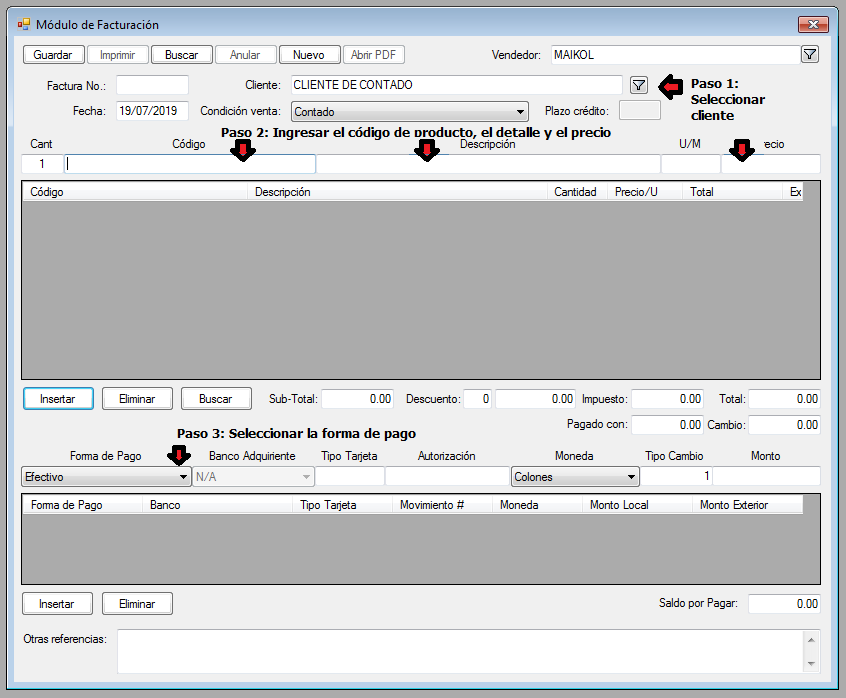 Módulo de Facturación
Guardar Imprimir Buscar Anular Nuevo Abrir PDF Vendedor: MAIKOL
Factura No.: Cliente: CLIENTE DE CONTADO
Paso 1:
Seleccionar
cliente
Fecha: 19/07/2019 Condición venta: Contado Plazo crédito:
Paso 2: Ingresar el código de producto, el detalle y el precio
Cant Código Descripción U/M ecio
1
Código Descripción Cantidad Precio/U Total Ex
Insertar Eliminar Buscar Sub-Total: 0.00 Descuento: 0 0.00 Impuesto: 0.00 Total: 0.00
Pagado con: 0.00 Cambio: 0.00
Paso 3: Seleccionar la forma de pago
Forma de Pago Banco Adquiriente Tipo Tarjeta Autorización Moneda Tipo Cambio Monto
Efectivo N/A Colones 1
Forma de Pago Banco Tipo Tarjeta Movimiento # Moneda Monto Local Monto Exterior
Insertar Eliminar Saldo por Pagar: 0.00
Otras referencias: